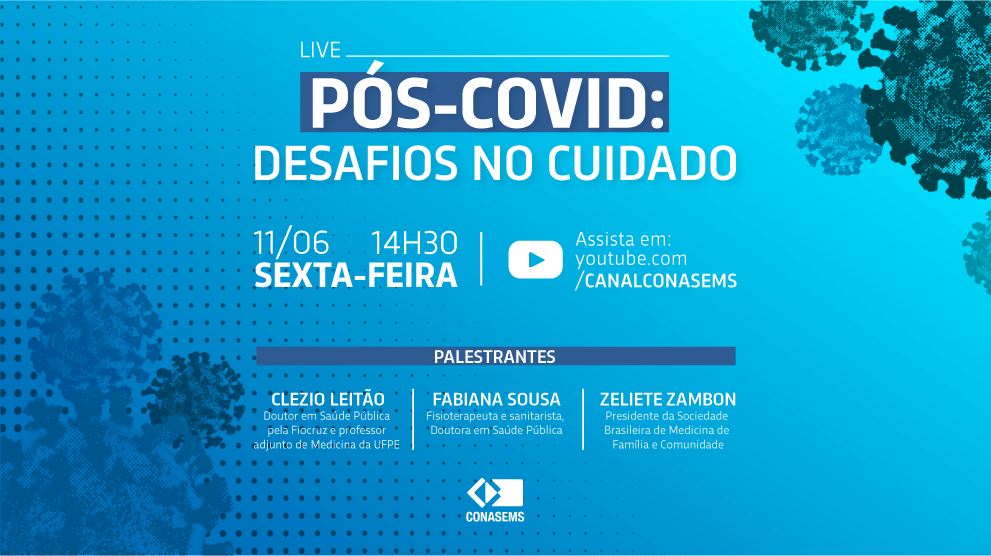 LIVE
PÓS-COVID:
DESAFIOS NO CUIDADO
11/06 14H30
SEXTA-FEIRA
Assista em:
youtube.com
/CANALCONASEMS
PALESTRANTES
CLEZIO LEITÃO
Doutor em Saúde Pública
pela Fiocruz e professor
adjunto de Medicina da UFPE
FABIANA SOUSA
Fisioterapeuta e sanitarista,
Doutora em Saúde Pública
ZELIETE ZAMBON
Presidente da Sociedade
Brasileira de Medicina de
Família e Comunidade
CONASEMS